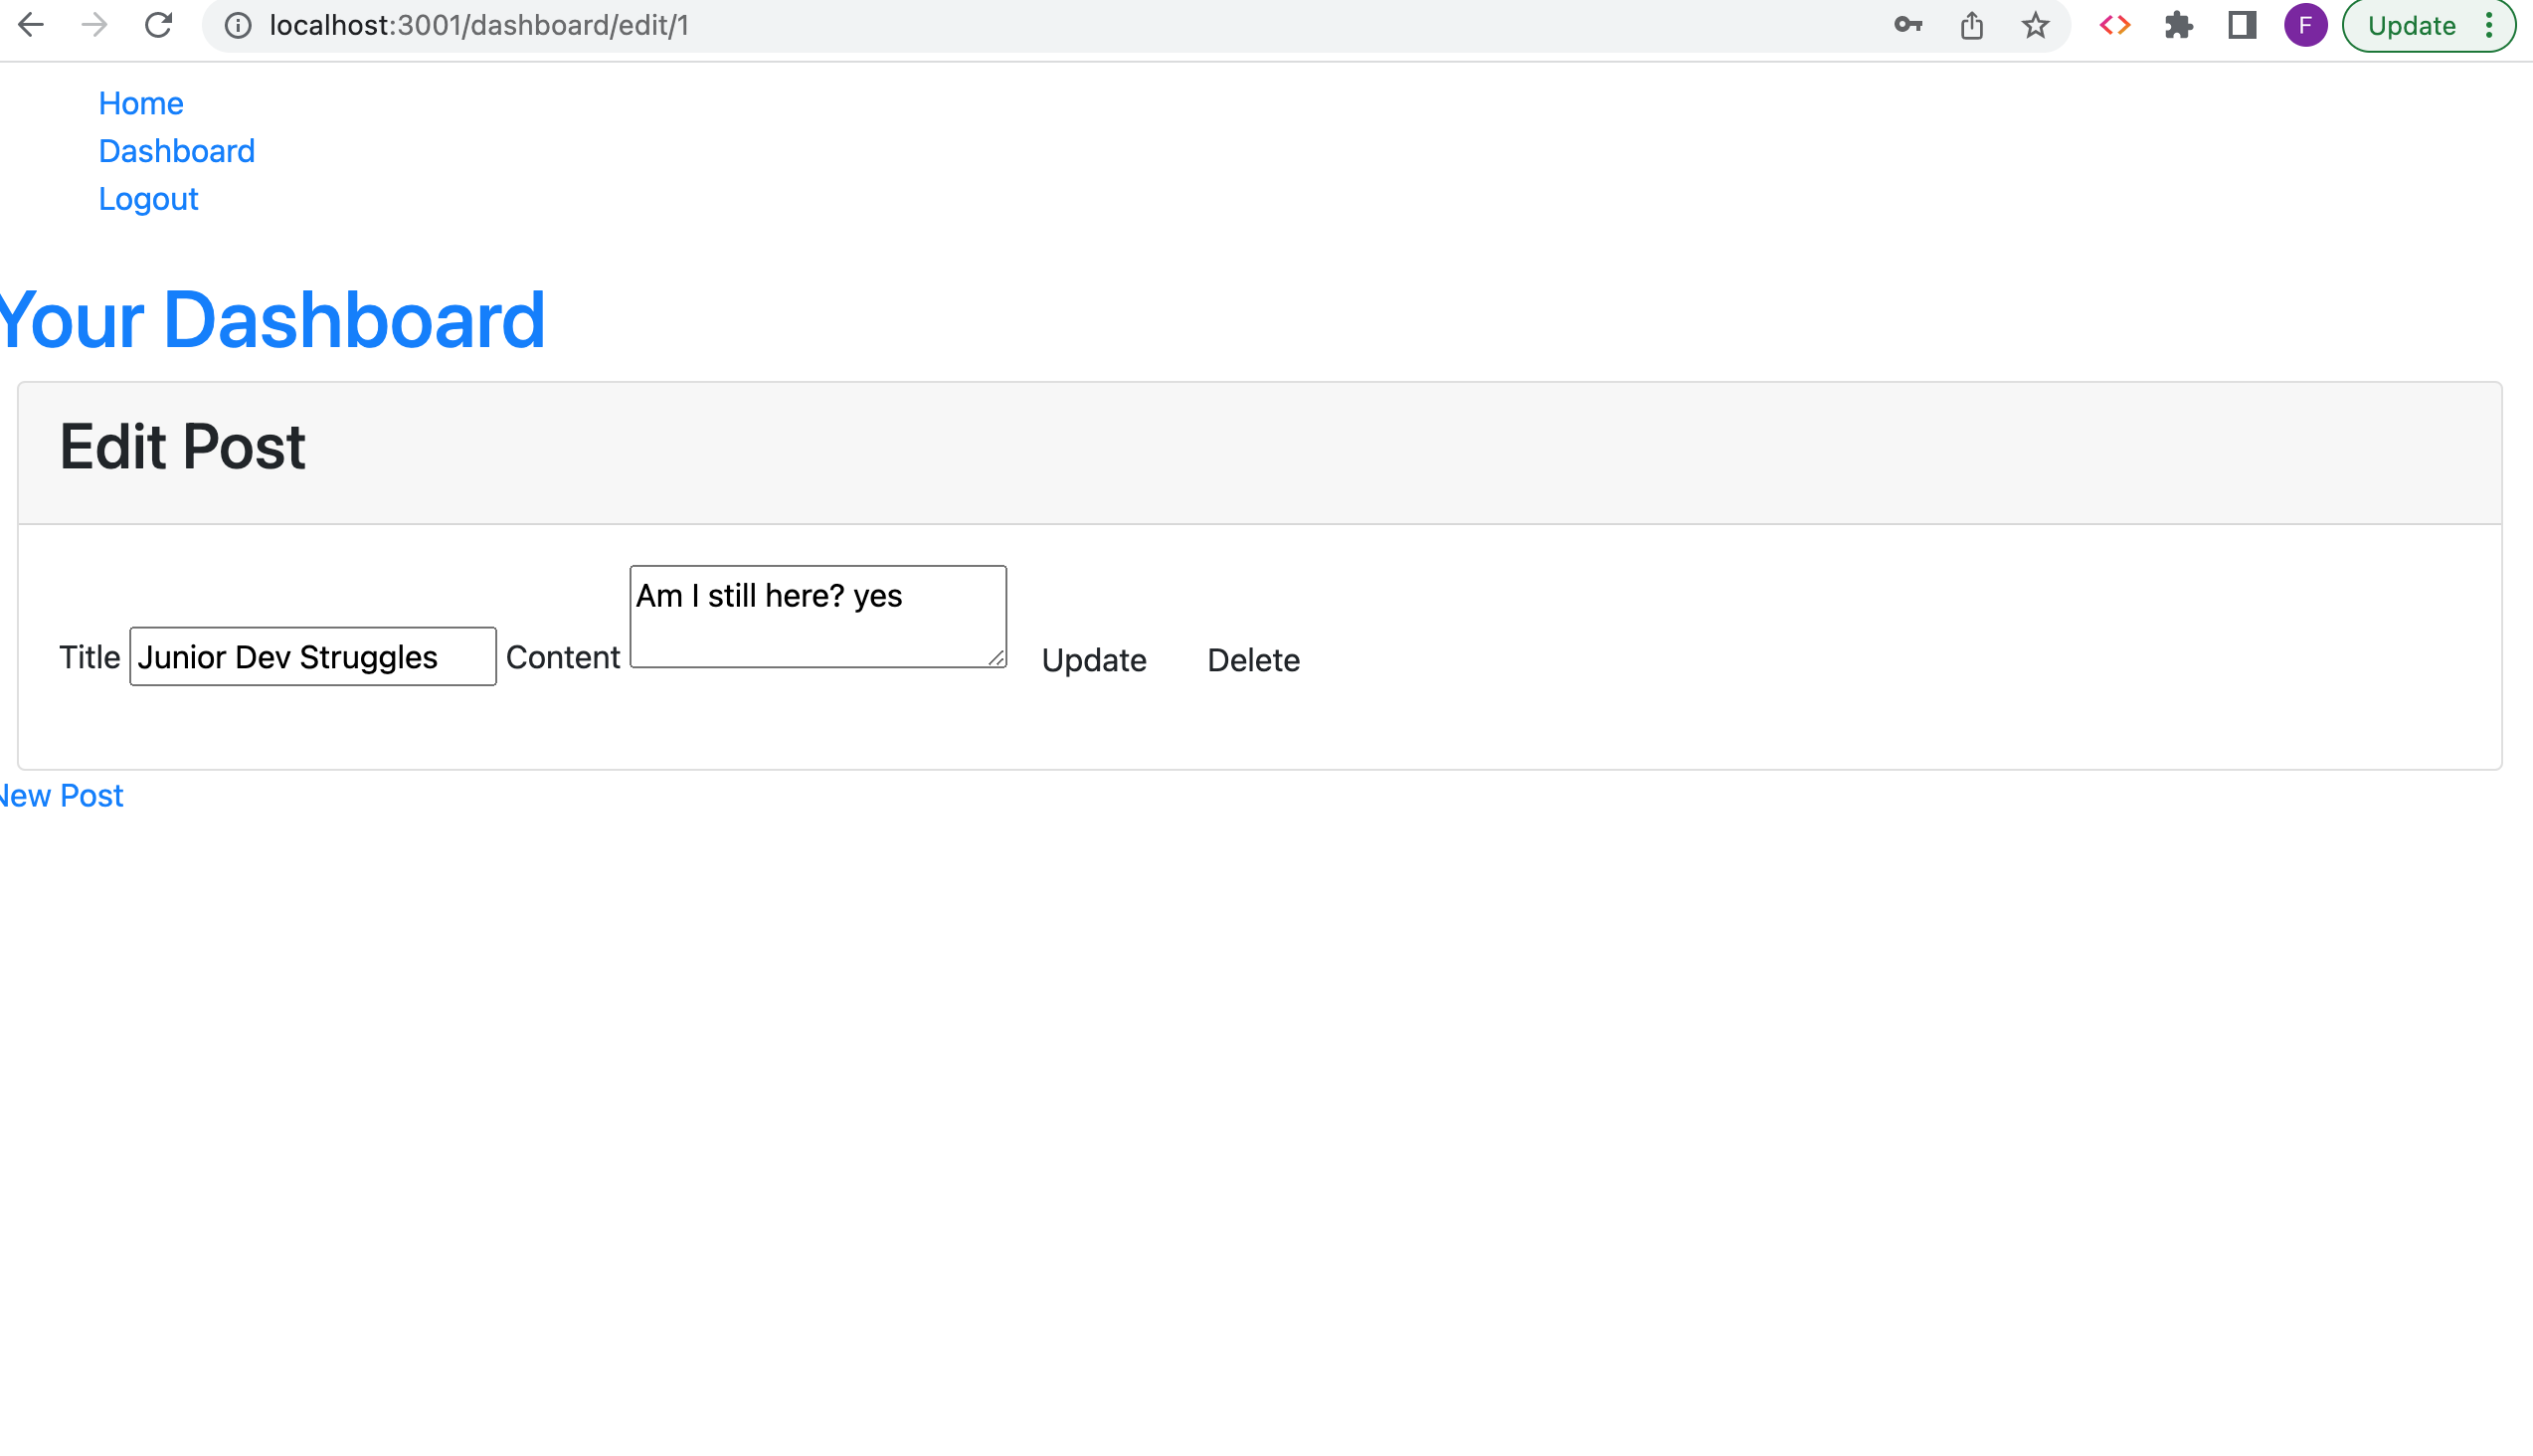 localhost:3001/dashboard/edit/1
F
Update
Home
Dashboard
Logout
Your Dashboard
Edit Post
Am I still here? yes
Title Junior Dev Struggles Content Update Delete
New Post